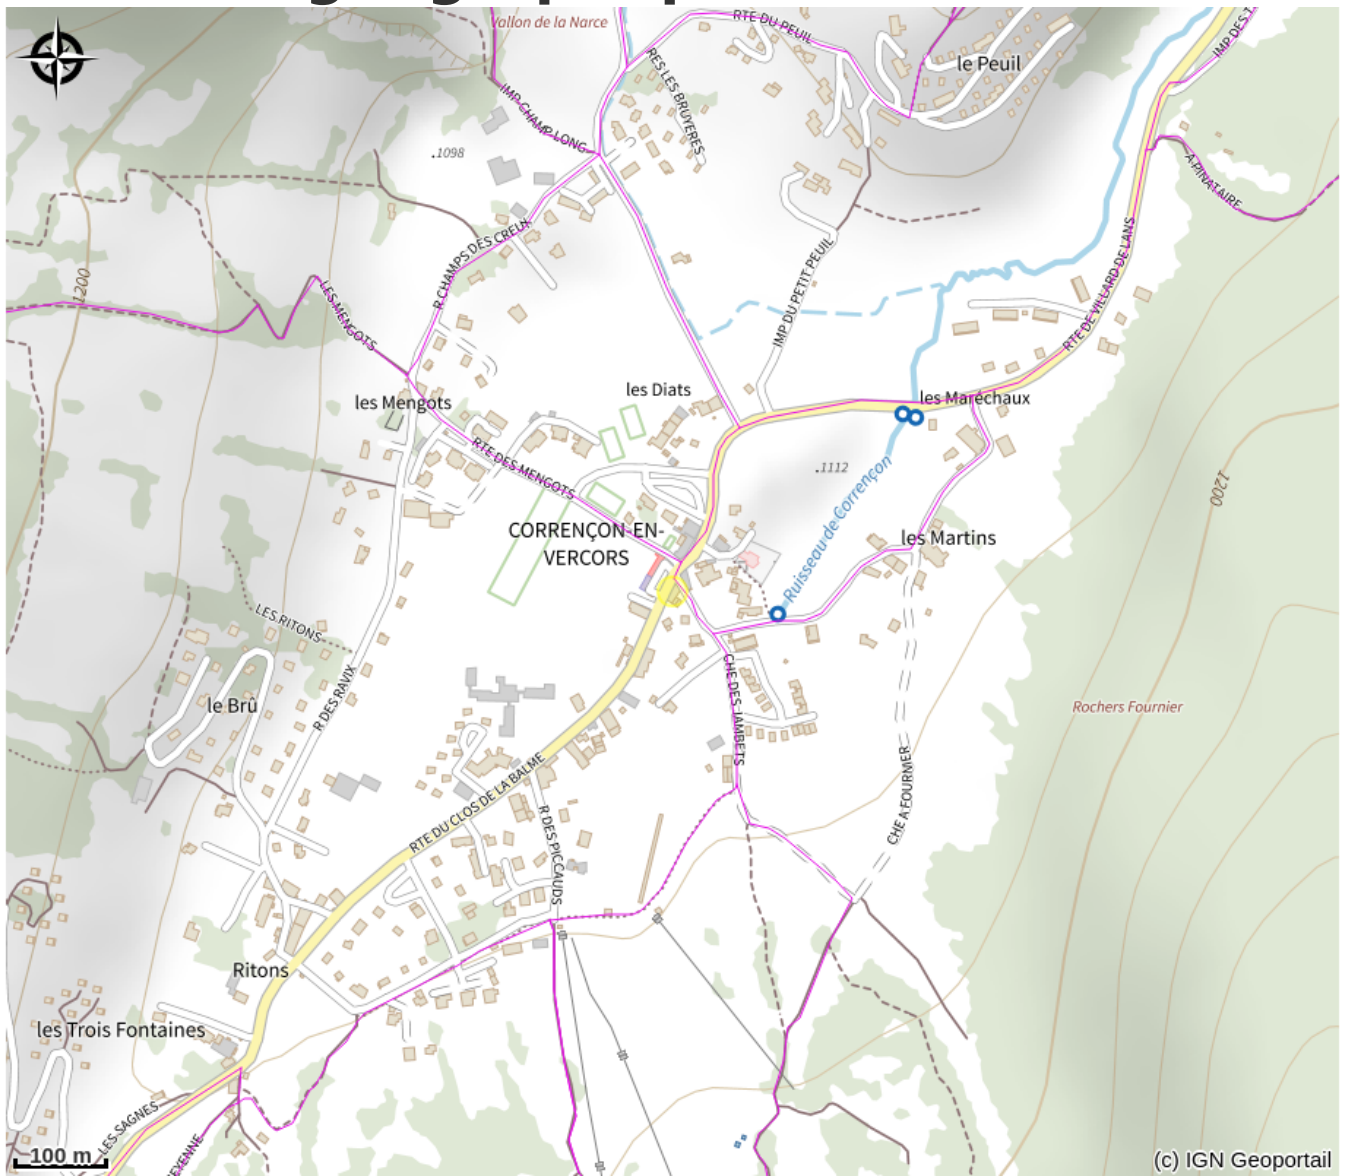 Vallon de la Narce
RTE DU PEUIL
le Peuil
IMP DES
RES LES BRUYERES
IMP CHAMP LONG
.1098
A PINATAIRE
R CHAMPS DES CREUX
1200
LES MENGOTS
IMP DU PETIT PEUIL
RTE DE VILLARD DE LANS
les Diats
les Maréchaux
les Mengots
RTE DES MENGOTS
.1112
1200
CORRENÇON-EN-
VERCORS
Ruisseau de Corrençon
les Martins
LES RITONS
le Brû
R DES RAVIX
CHE DES JAMBETS
Rochers Fournier
CHE A FOURNIER
RTE DU CLOS DE LA BALME
R DES PICCAUDS
Ritons
les Trois Fontaines
LES SAGNES
EYENNE
100 m
(c) IGN Geoportail